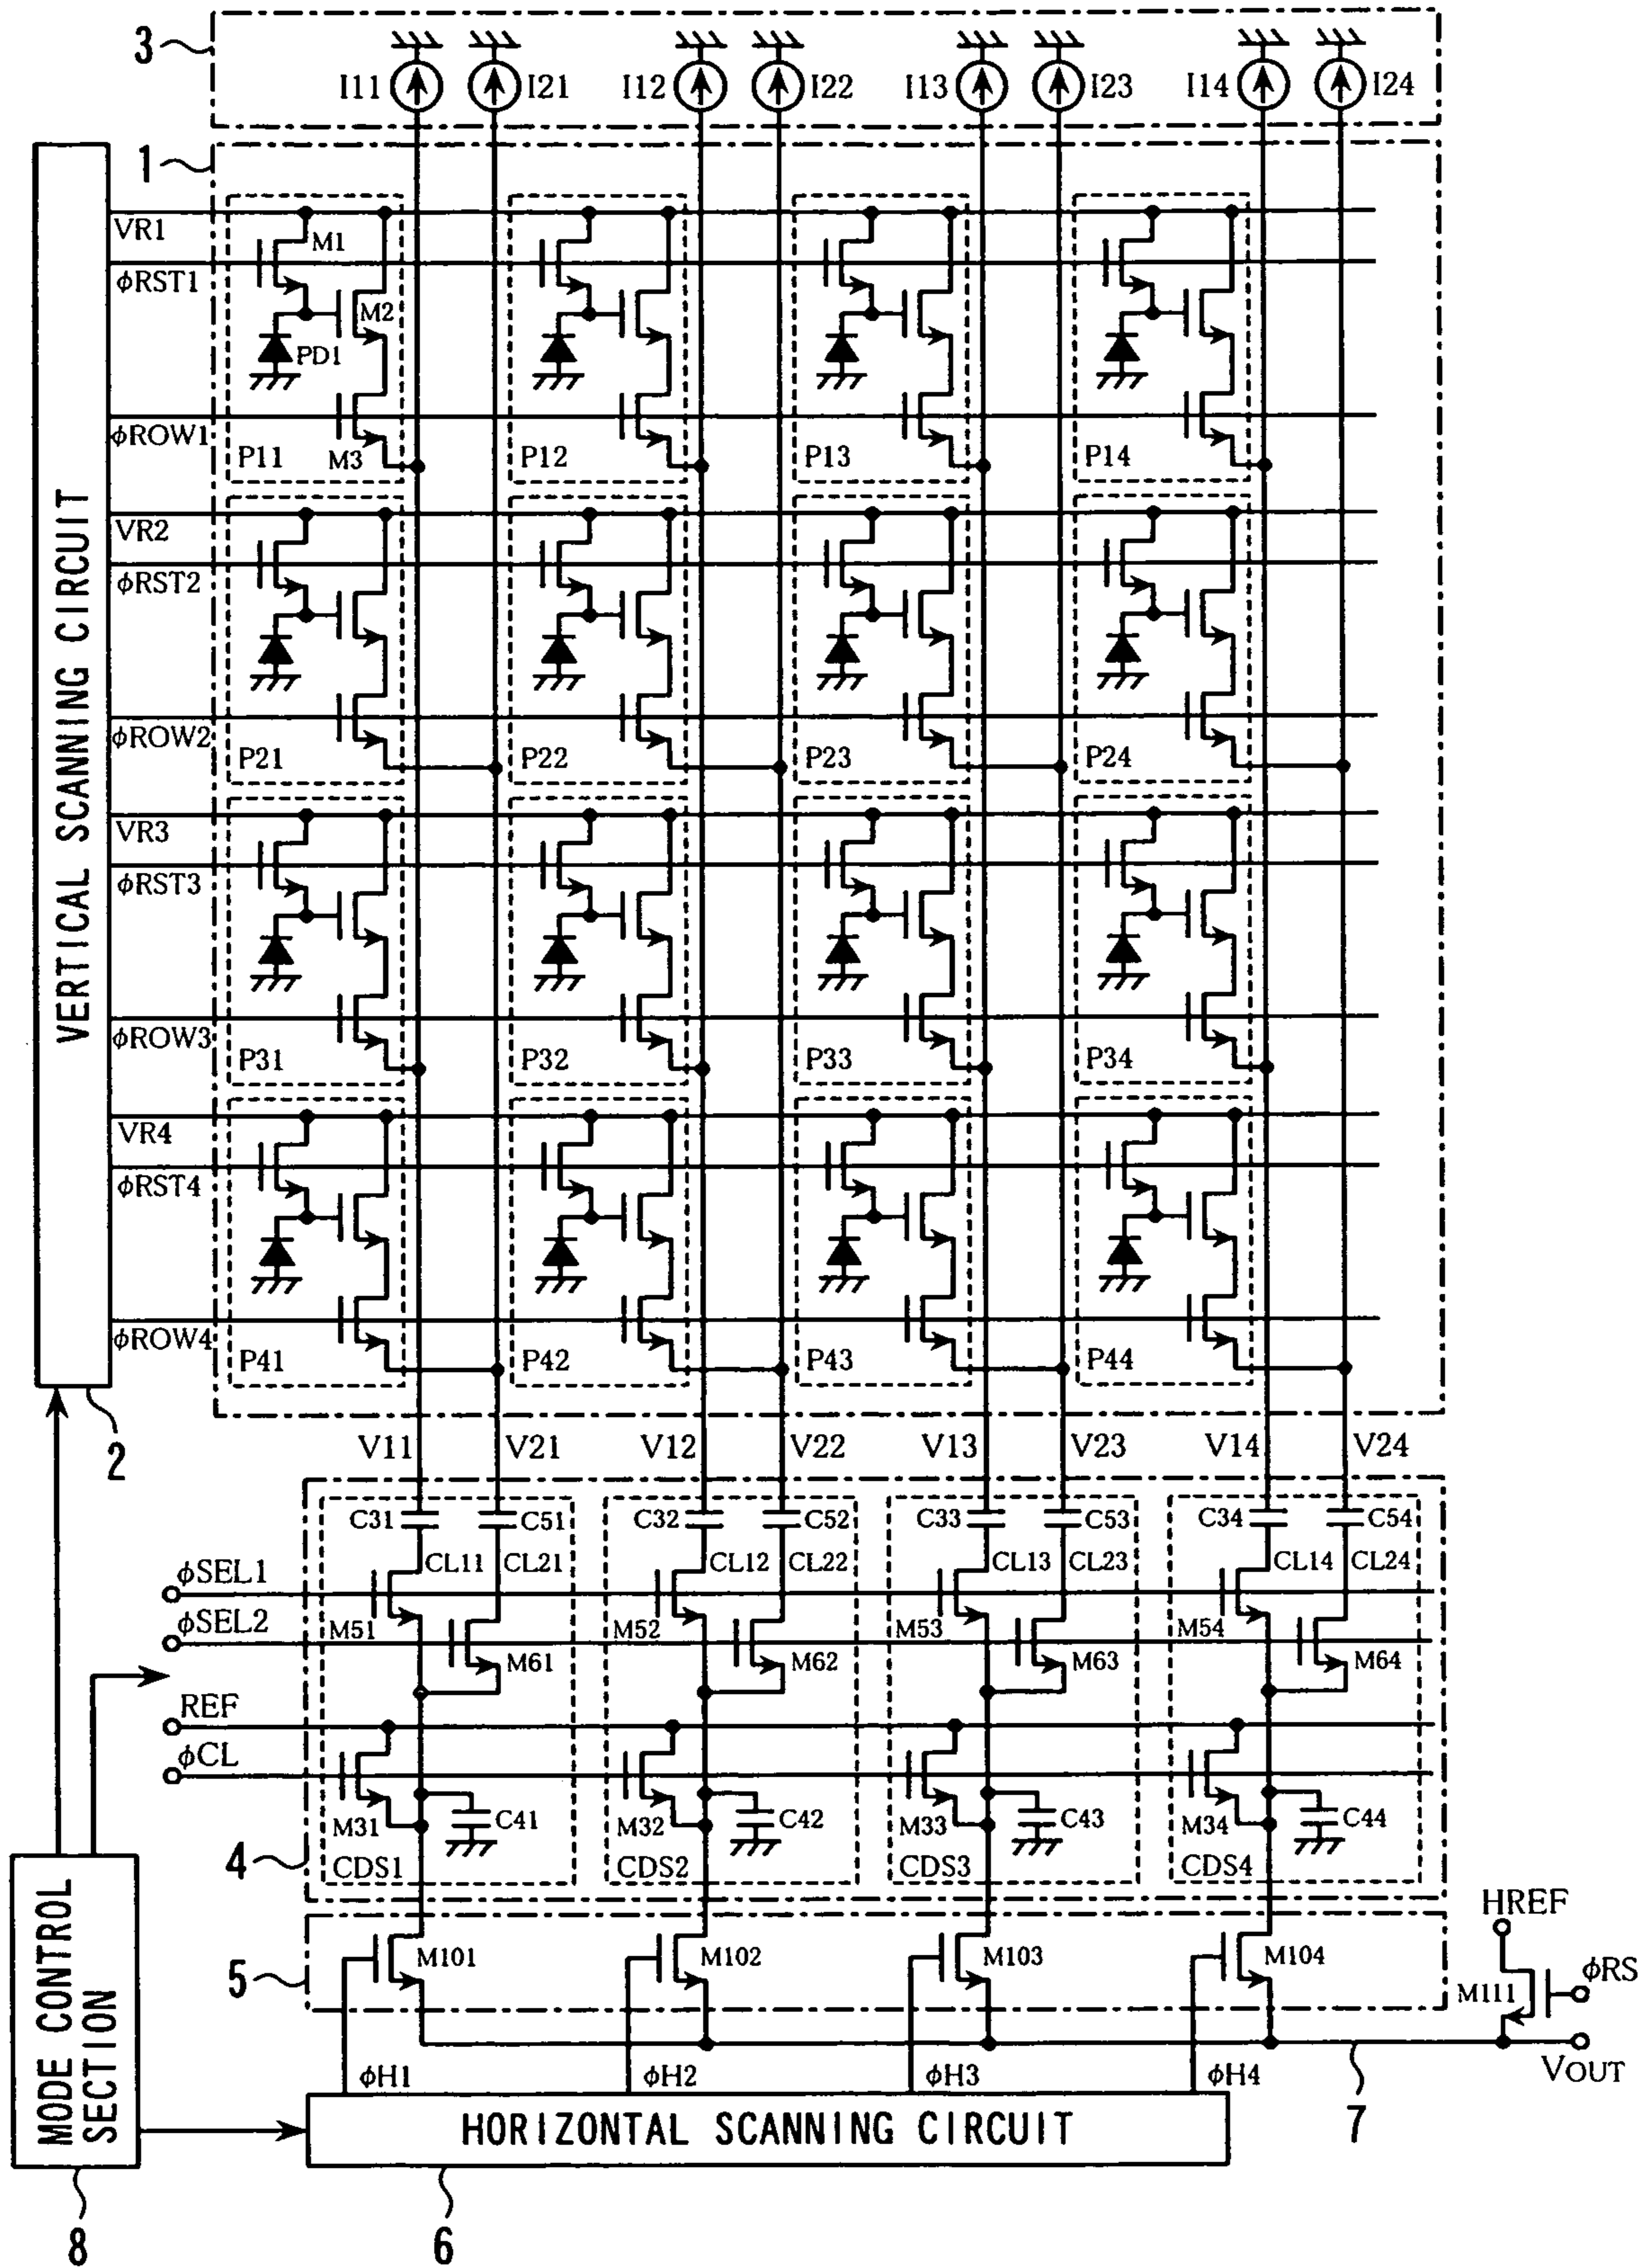 3
I11 I21 I12 I22 I13 I23 I14 I24
1
VR1
M1
φRST1
M2
PD1
φROW1
P11 M3 P12 P13 P14
VERTICAL SCANNING CIRCUIT
VR2
φRST2
φROW2
P21 P22 P23 P24
VR3
φRST3
φROW3
P31 P32 P33 P34
VR4
φRST4
φROW4
P41 P42 P43 P44
2
V11 V21 V12 V22 V13 V23 V14 V24
C31 C51 C32 C52 C33 C53 C34 C54
CL11 CL21 CL12 CL22 CL13 CL23 CL14 CL24
φSEL1
φSEL2
M51 M52 M53 M54
M61 M62 M63 M64
REF
φCL
M31 C41 M32 C42 M33 C43 M34 C44
4
CDS1 CDS2 CDS3 CDS4
HREF
5
M101 M102 M103 M104
M111
φRS
MODE CONTROL
SECTION
φH1 φH2 φH3 φH4
VOUT
7
HORIZONTAL SCANNING CIRCUIT
8
6